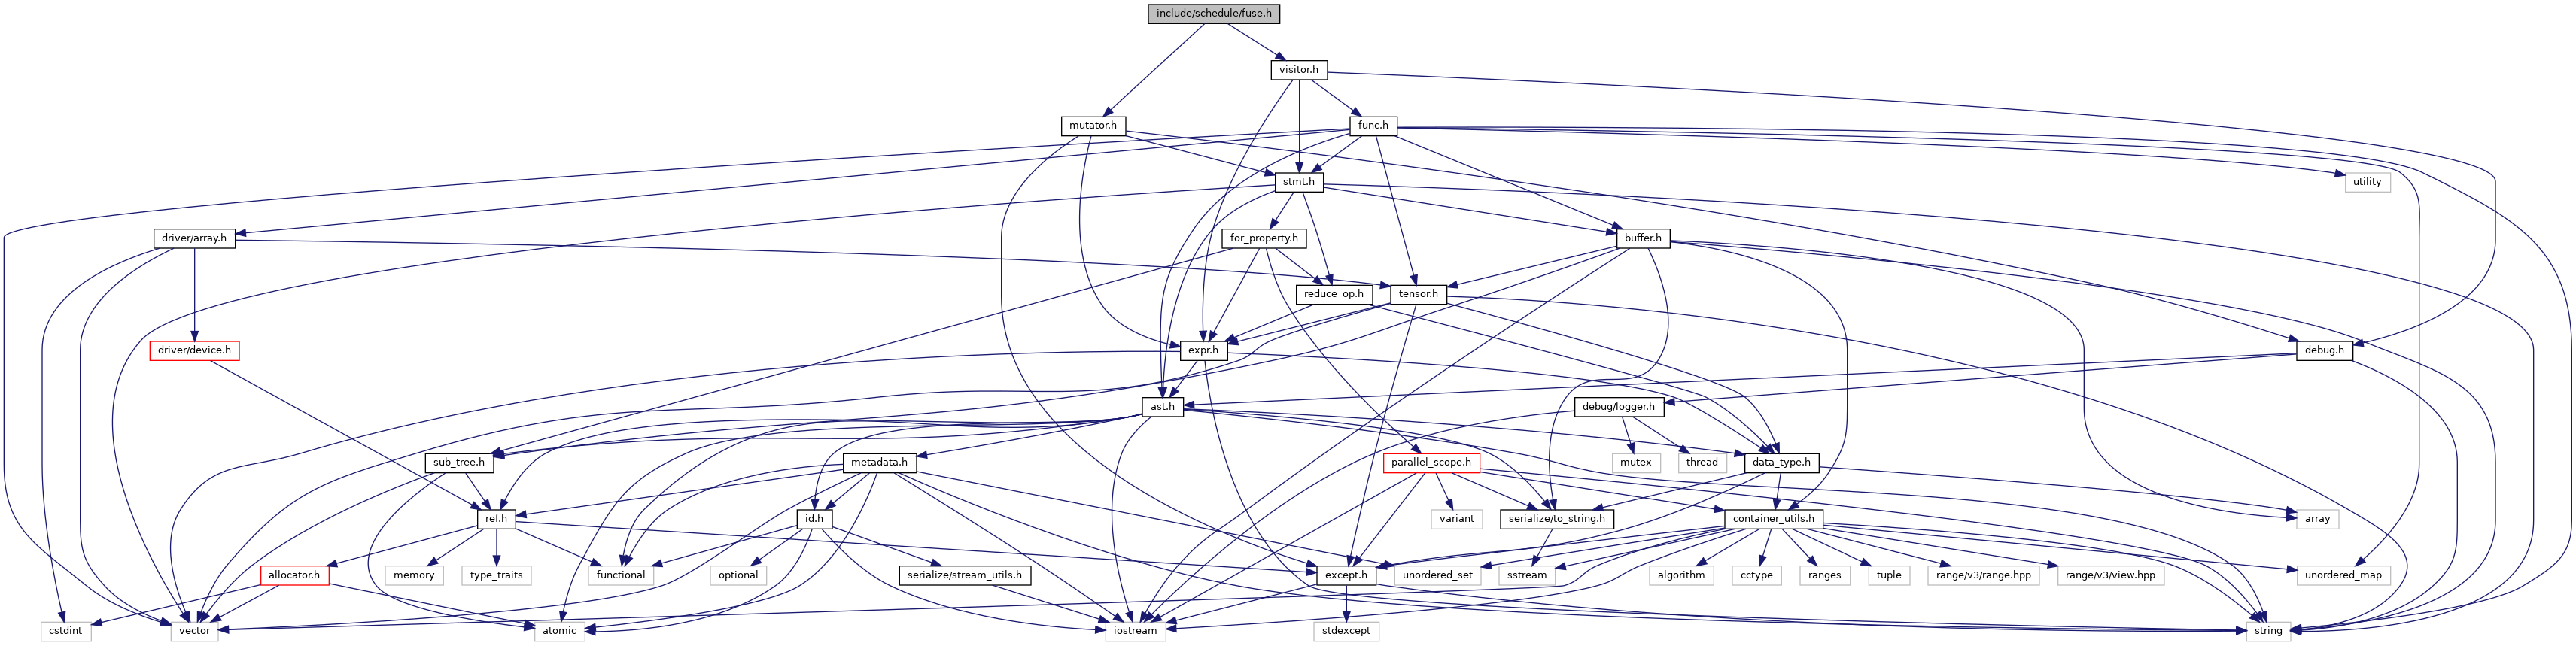 include/schedule/fuse.h
visitor.h
mutator.h
func.h
stmt.h
utility
driver/array.h
for_property.h
buffer.h
reduce_op.h
tensor.h
driver/device.h
expr.h
debug.h
ast.h
debug/logger.h
sub_tree.h
metadata.h
parallel_scope.h
mutex
thread
data_type.h
ref.h
id.h
variant
serialize/to_string.h
container_utils.h
array
allocator.h
memory
type_traits
functional
optional
serialize/stream_utils.h
except.h
unordered_set
sstream
algorithm
cctype
ranges
tuple
range/v3/range.hpp
range/v3/view.hpp
unordered_map
cstdint
vector
atomic
iostream
stdexcept
string